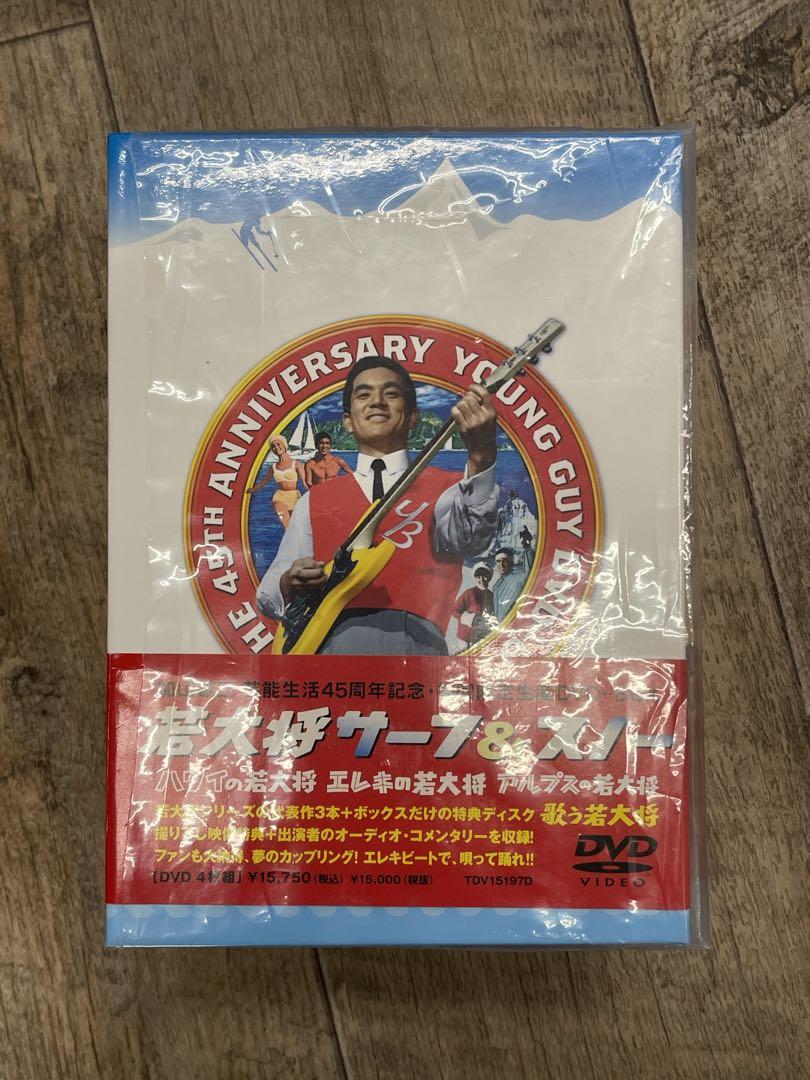 THE 45TH ANNIVERSARY YOUNG GUY DVD
yB
芸能生活45周年記念・
若大将サーフ&スノー
ハワイの若大将 エレキの若大将 アルプスの若大将
若大将シリーズの代表作3本+ボックスだけの特典ディスク 歌う若大将
撮り下し映像特典+出演者のオーディオ・コメンタリーを収録!
ファンも大納得、夢のカップリング! エレキビートで、唄って踊れ!!
[DVD 4枚組] ¥15,750(税込) ¥15,000(税抜) TDV15197D
DVD
VIDEO